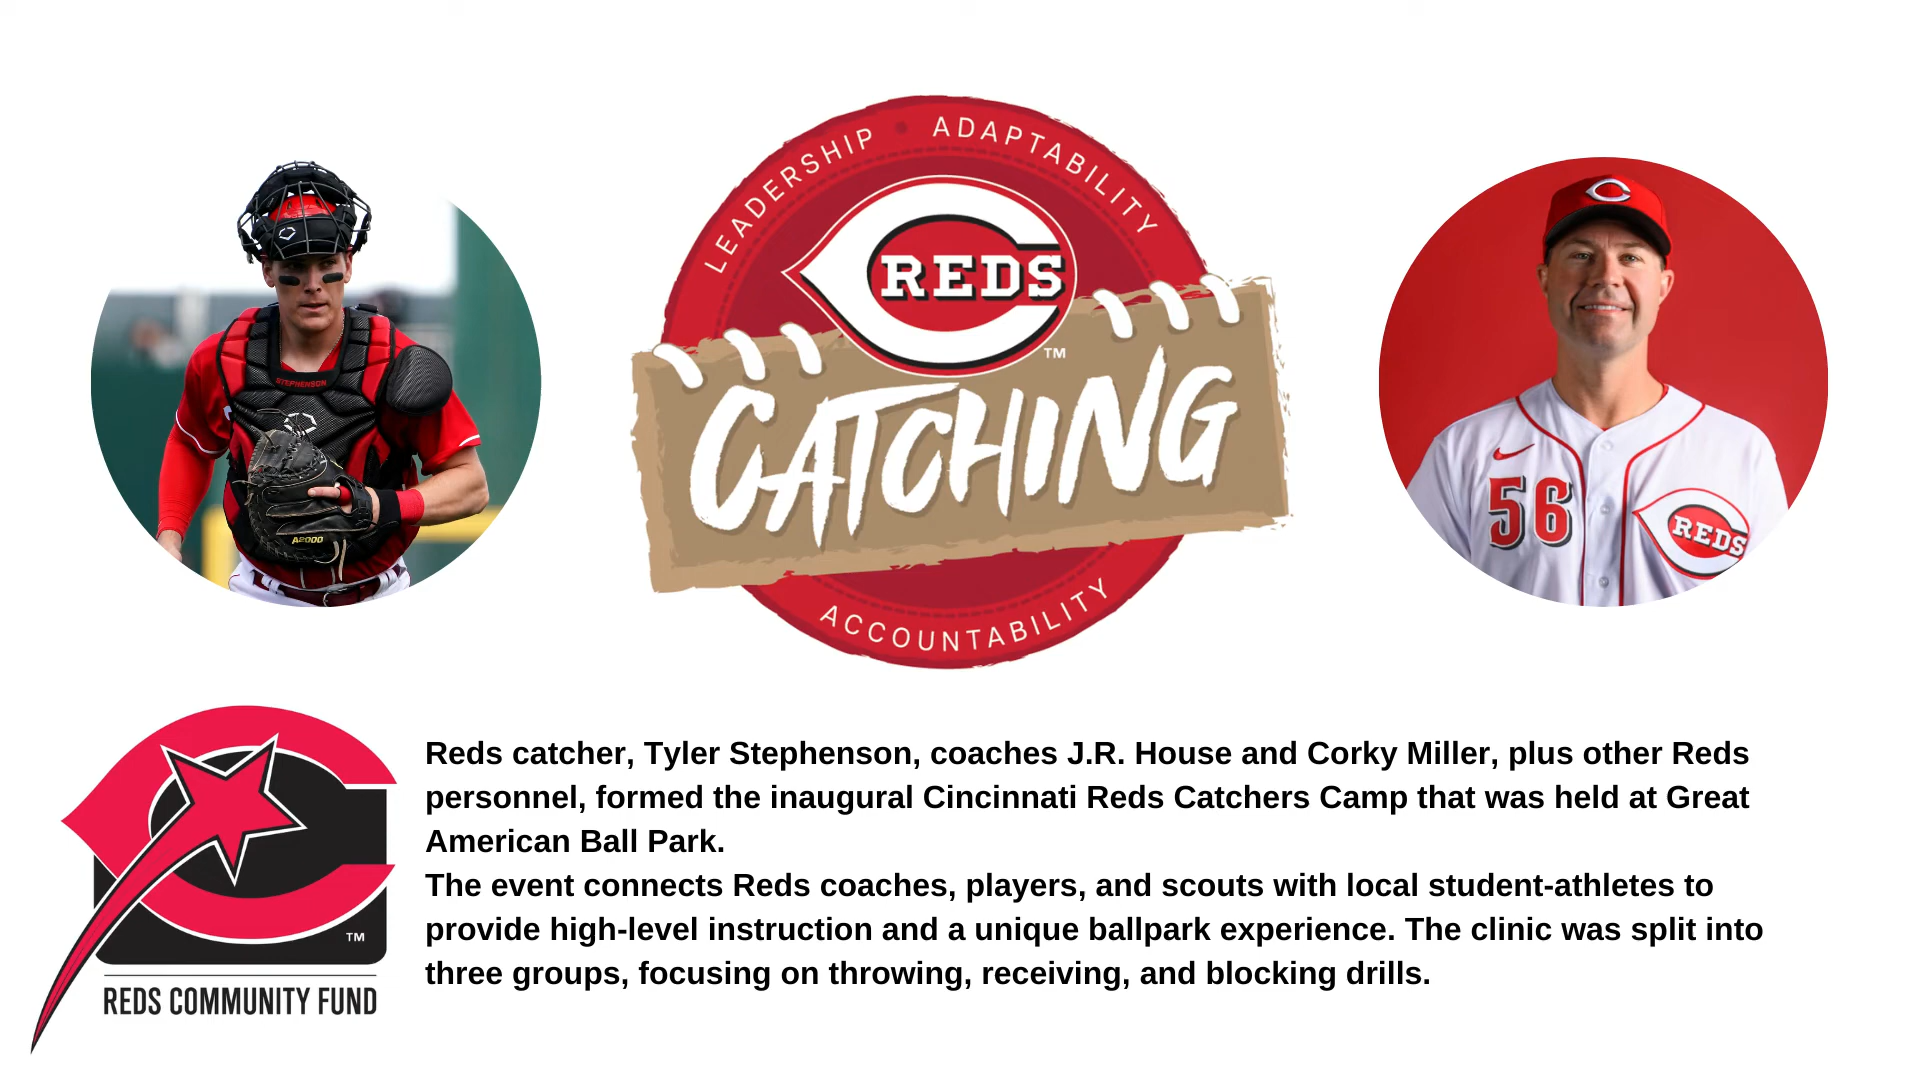 LEADERSHIP • ADAPTABILITY
REDS
TM
CATCHING
ACCOUNTABILITY
STEPHENSON
A2000
56
REDS
Reds catcher, Tyler Stephenson, coaches J.R. House and Corky Miller, plus other Reds
personnel, formed the inaugural Cincinnati Reds Catchers Camp that was held at Great
American Ball Park.
The event connects Reds coaches, players, and scouts with local student-athletes to
provide high-level instruction and a unique ballpark experience. The clinic was split into
three groups, focusing on throwing, receiving, and blocking drills.
TM
REDS COMMUNITY FUND